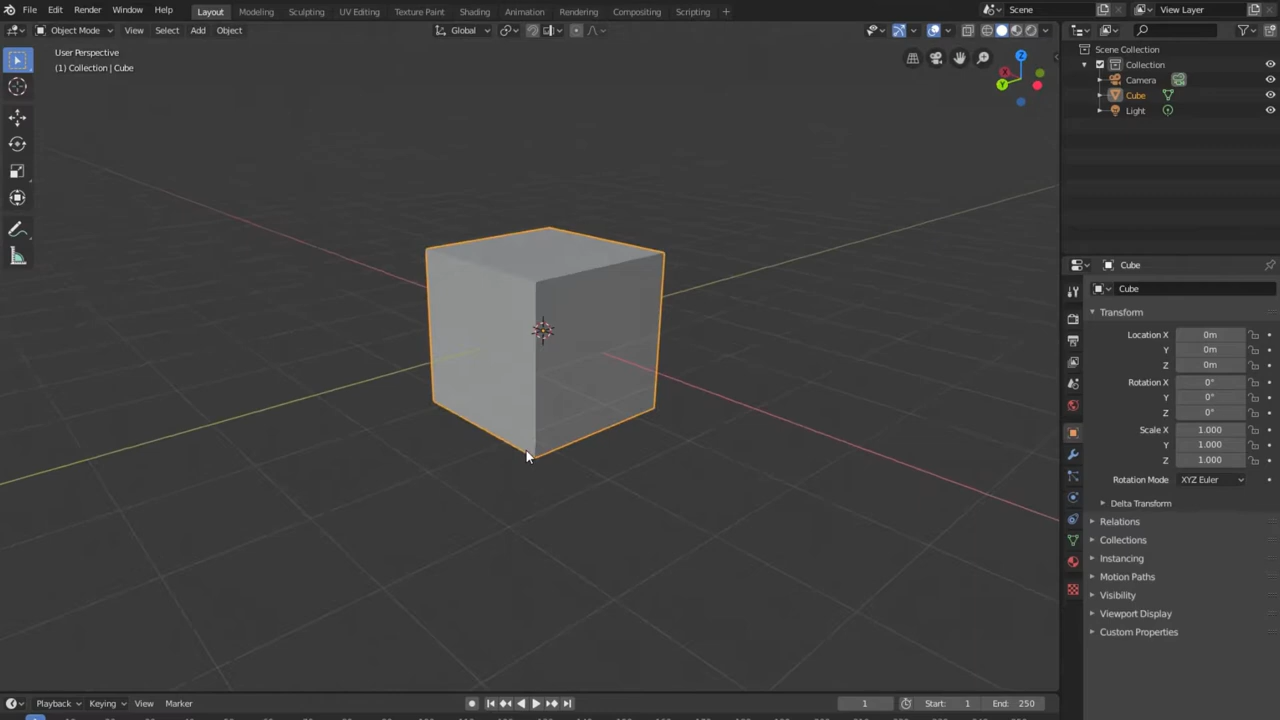 File Edit Render Window Help Layout Modeling Sculpting UV Editing Texture Paint Shading Animation Rendering Compositing Scripting + Scene View Layer
Object Mode View Select Add Object Global
User Perspective
(1) Collection | Cube
Z
X
Y
Scene Collection
Collection
Camera
Cube
Light
Cube
Cube
Transform
Location X 0m
Y 0m
Z 0m
Rotation X 0°
Y 0°
Z 0°
Scale X 1.000
Y 1.000
Z 1.000
Rotation Mode XYZ Euler
Delta Transform
Relations
Collections
Instancing
Motion Paths
Visibility
Viewport Display
Custom Properties
Playback Keying View Marker 1 Start: 1 End: 250